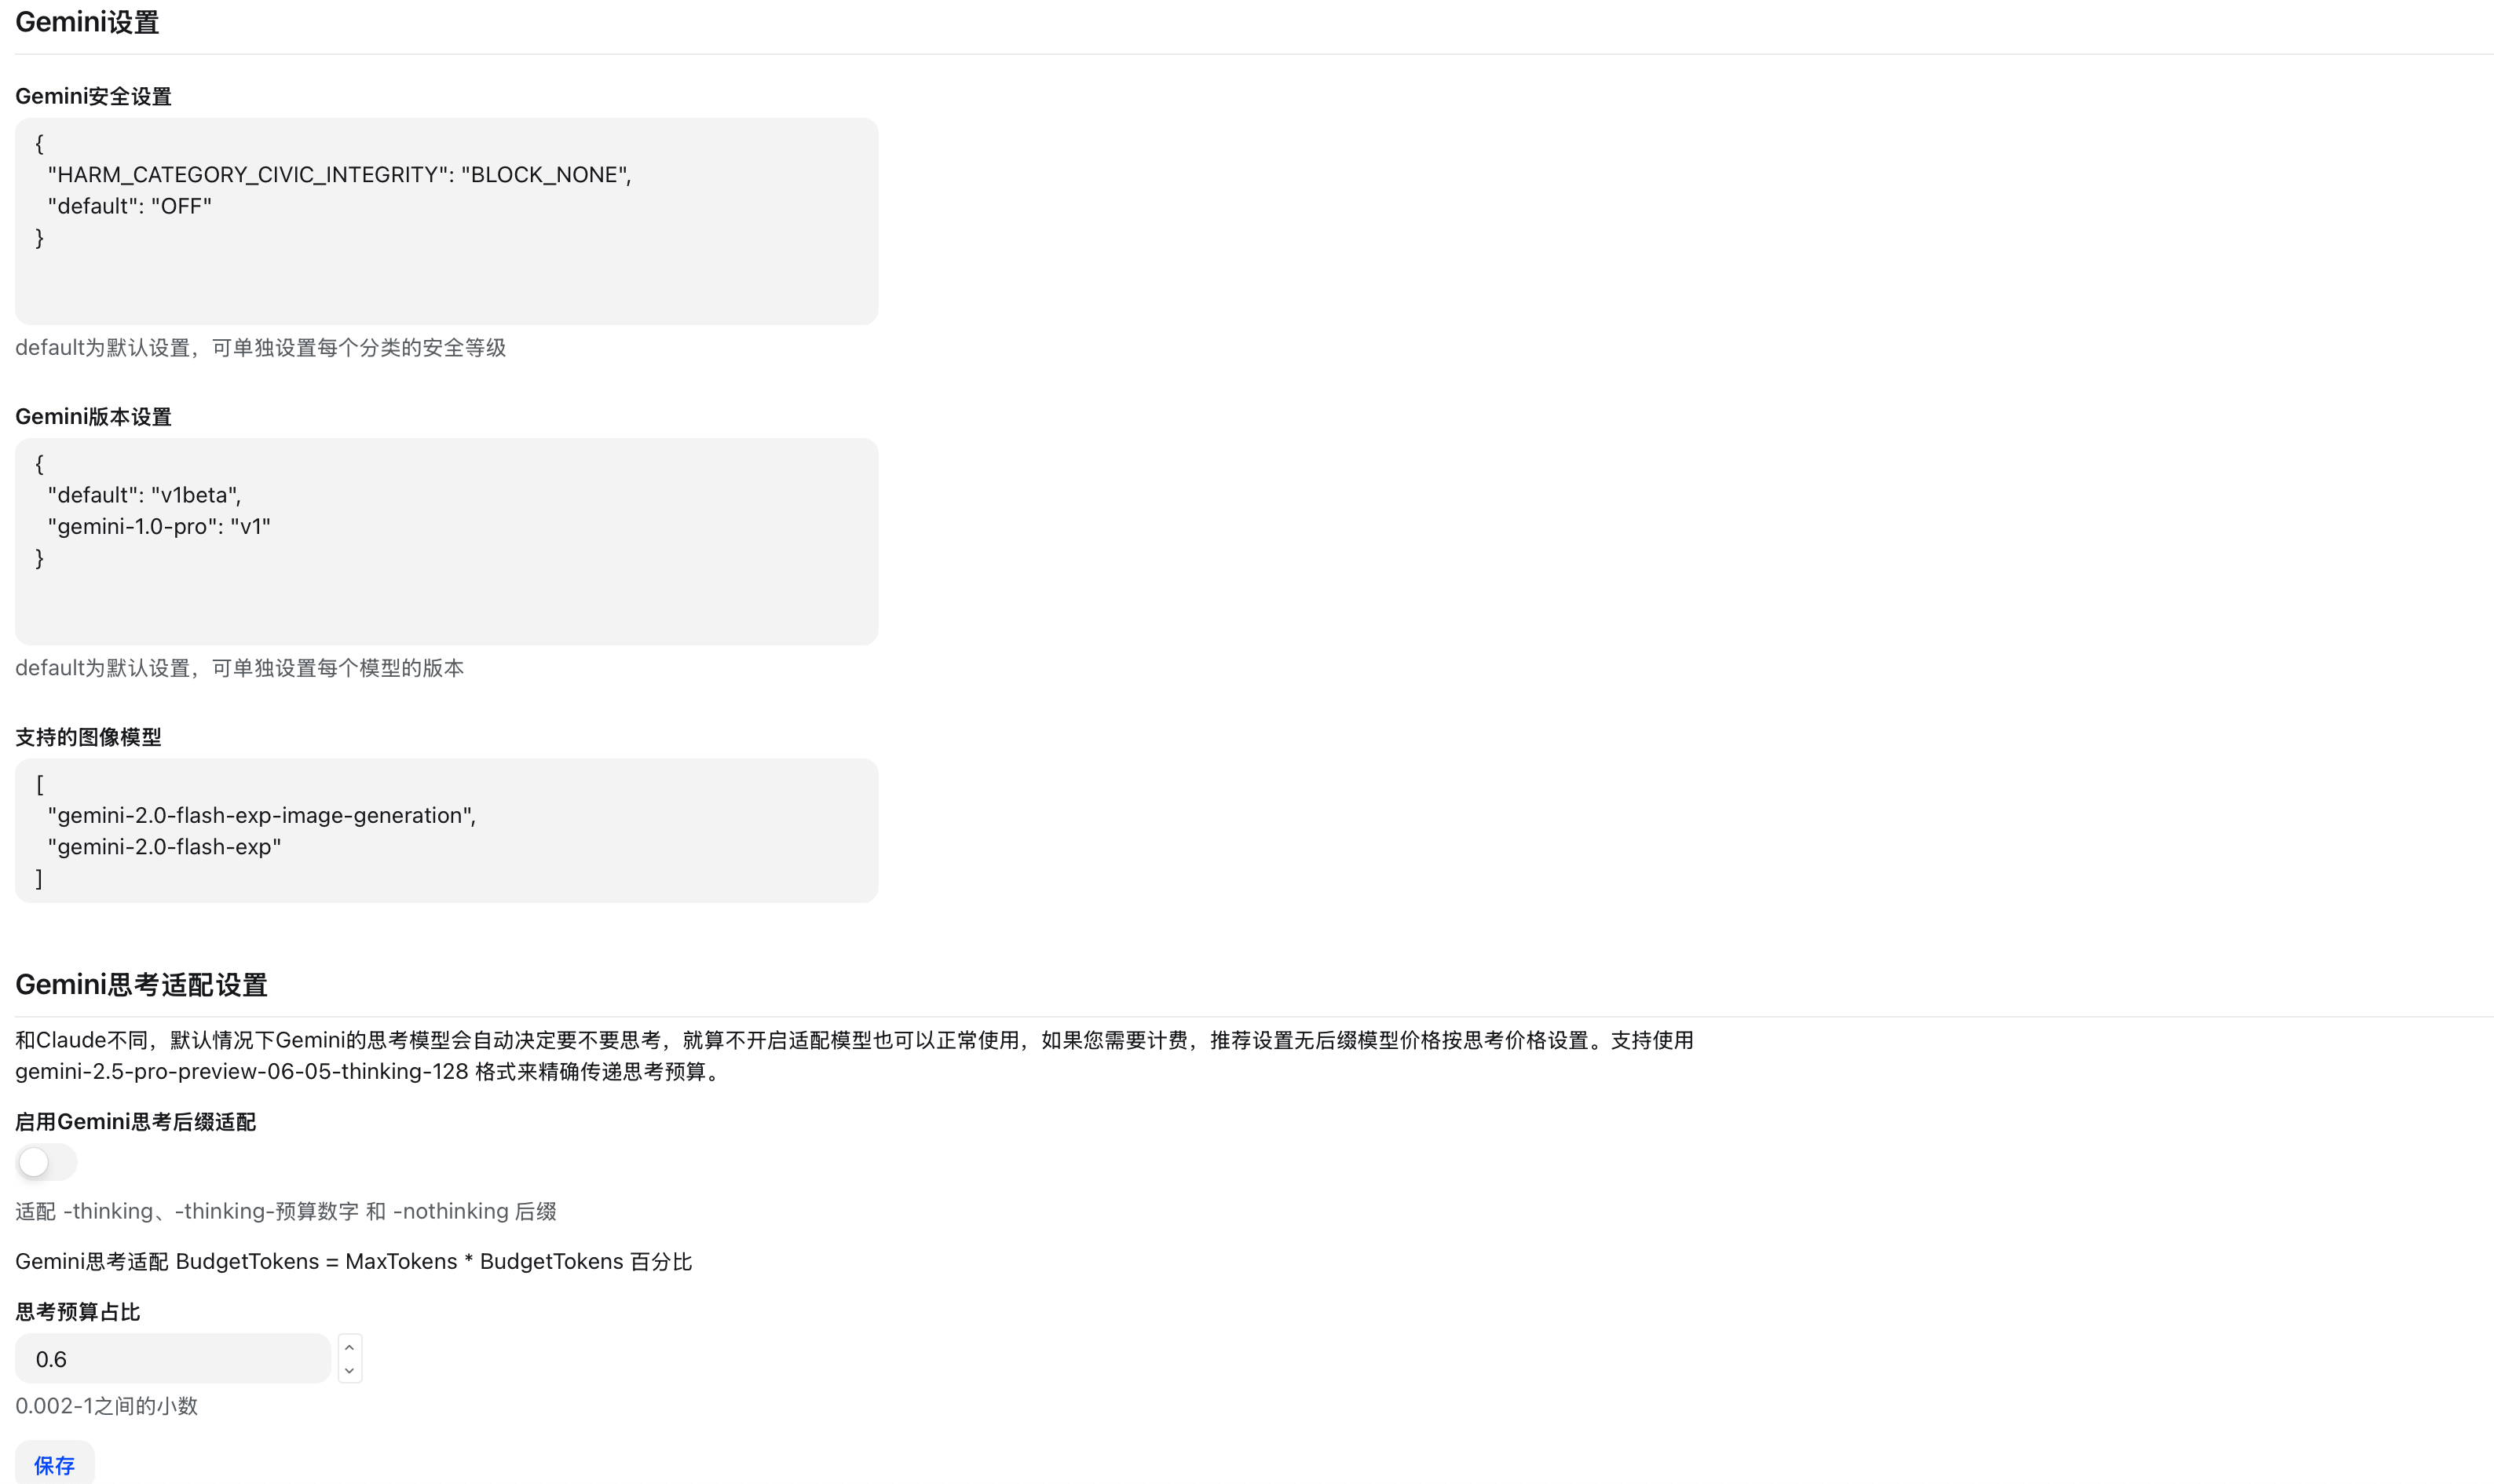 Gemini设置
Gemini安全设置
{
  "HARM_CATEGORY_CIVIC_INTEGRITY": "BLOCK_NONE",
  "default": "OFF"
}
default为默认设置，可单独设置每个分类的安全等级
Gemini版本设置
{
  "default": "v1beta",
  "gemini-1.0-pro": "v1"
}
default为默认设置，可单独设置每个模型的版本
支持的图像模型
[
  "gemini-2.0-flash-exp-image-generation",
  "gemini-2.0-flash-exp"
]
Gemini思考适配设置
和Claude不同，默认情况下Gemini的思考模型会自动决定要不要思考，就算不开启适配模型也可以正常使用，如果您需要计费，推荐设置无后缀模型价格按思考价格设置。支持使用
gemini-2.5-pro-preview-06-05-thinking-128 格式来精确传递思考预算。
启用Gemini思考后缀适配
适配 -thinking、-thinking-预算数字 和 -nothinking 后缀
Gemini思考适配 BudgetTokens = MaxTokens * BudgetTokens 百分比
思考预算占比
0.6
0.002-1之间的小数
保存